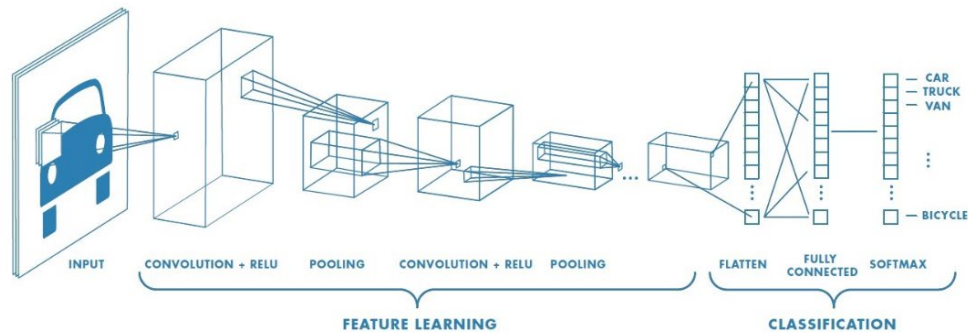 CAR
TRUCK
VAN
BICYCLE
INPUT
CONVOLUTION + RELU
POOLING
CONVOLUTION + RELU
POOLING
FLATTEN
FULLY
CONNECTED
SOFTMAX
FEATURE LEARNING
CLASSIFICATION